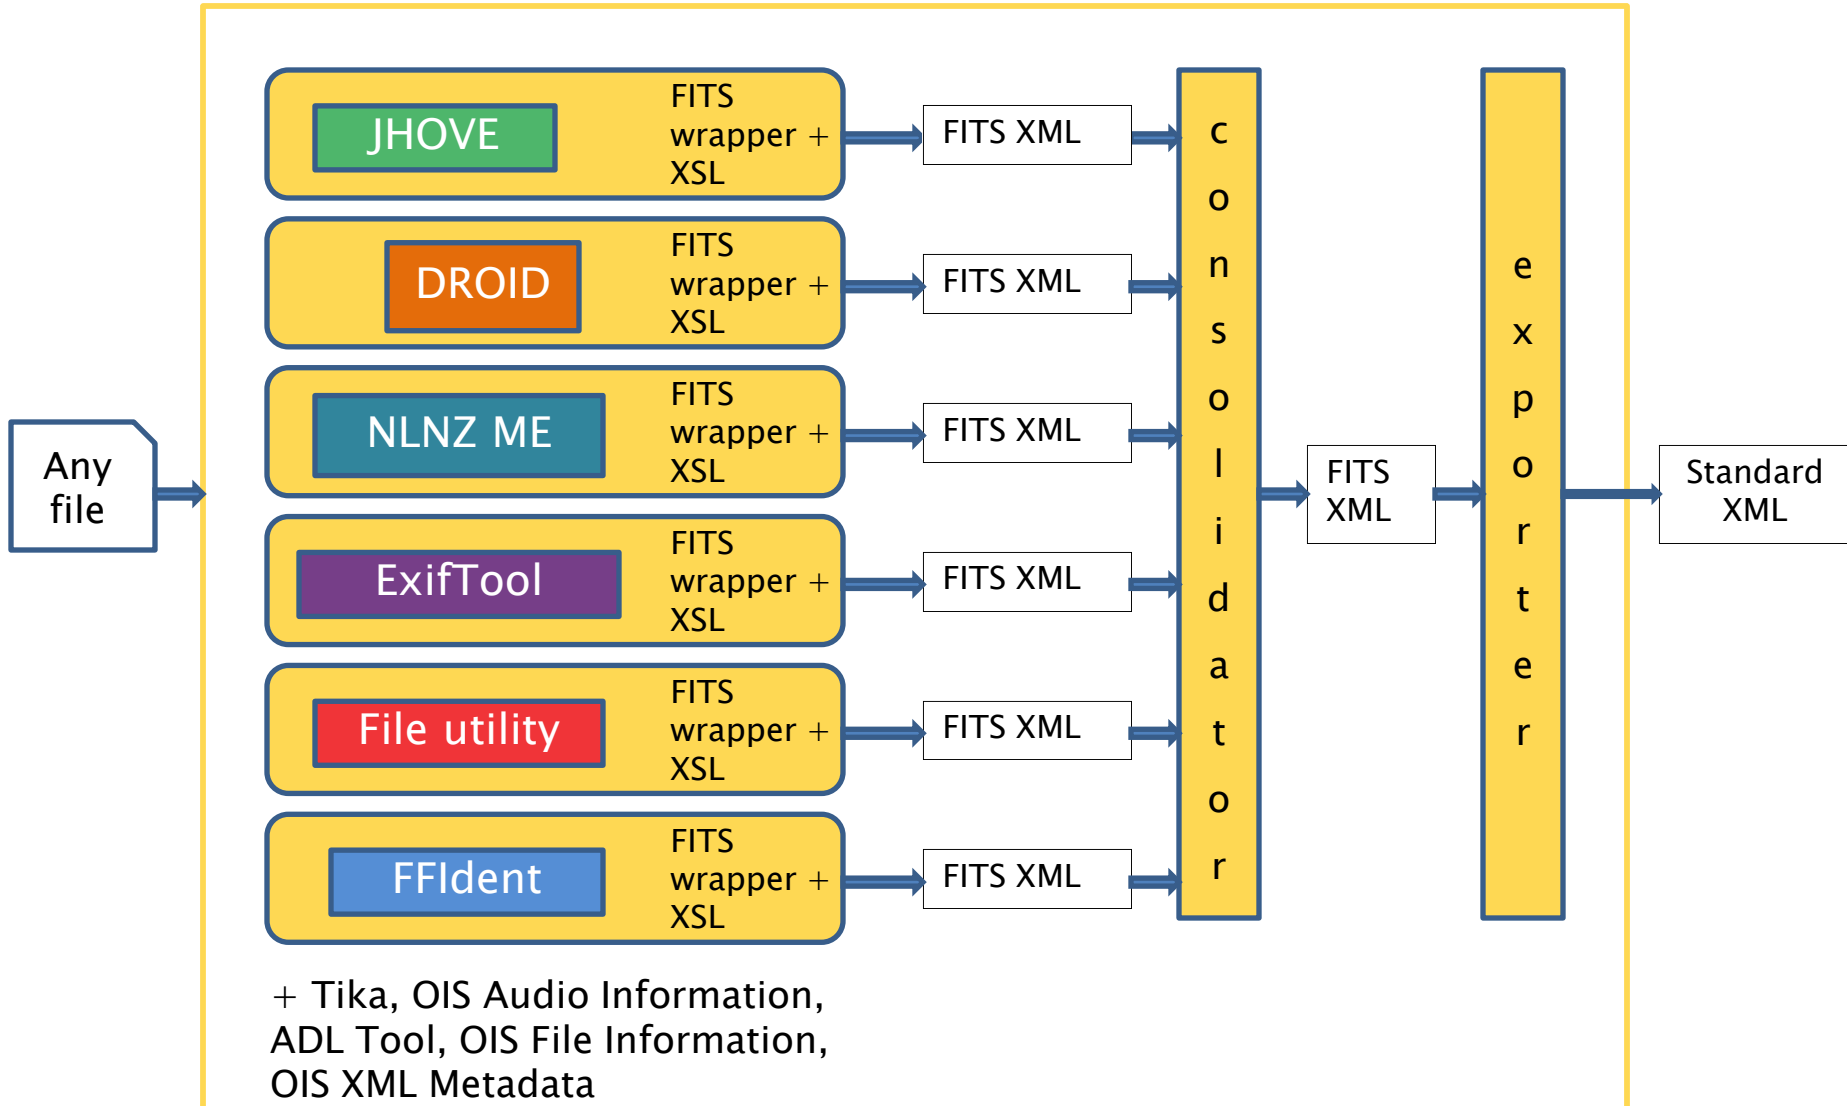 Any
file
JHOVE
FITS
wrapper +
XSL
FITS XML
DROID
FITS
wrapper +
XSL
FITS XML
NLNZ ME
FITS
wrapper +
XSL
FITS XML
ExifTool
FITS
wrapper +
XSL
FITS XML
File utility
FITS
wrapper +
XSL
FITS XML
FFIdent
FITS
wrapper +
XSL
FITS XML
+ Tika, OIS Audio Information,
ADL Tool, OIS File Information,
OIS XML Metadata
consolidator
FITS
XML
exporter
Standard
XML